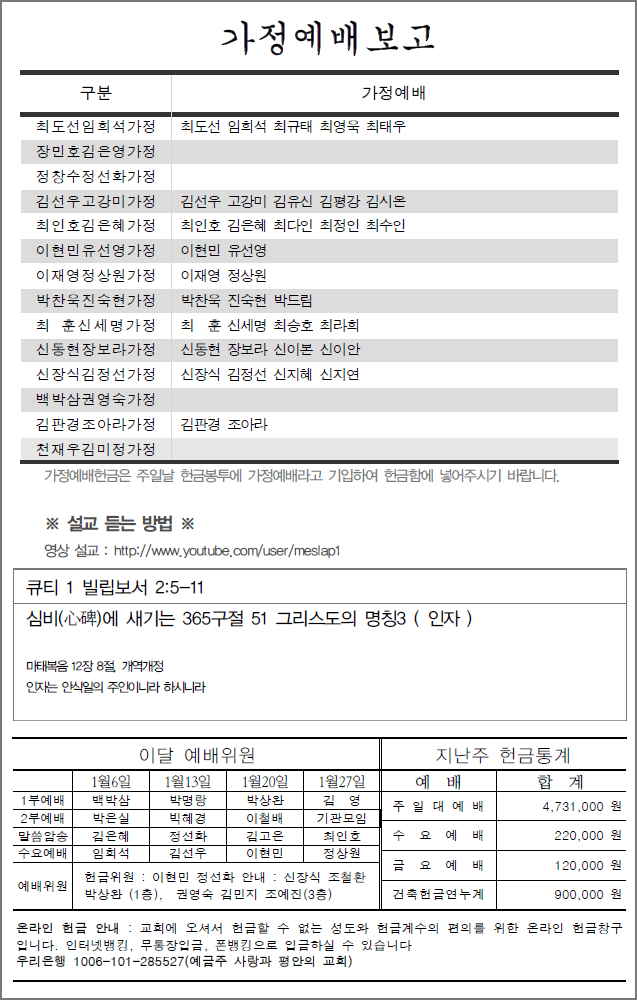 가정예배 보고
구분 가정예배
최도선임희석가정 최도선 임희석 최규태 최영욱 최태우
장민호김은영가정
정창수정선화가정
김선우고강미가정 김선우 고강미 김유신 김평강 김시온
최인호김은혜가정 최인호 김은혜 최다인 최정인 최수인
이현민유선영가정 이현민 유선영
이재영정상원가정 이재영 정상원
박찬욱진숙현가정 박찬욱 진숙현 박드림
최 훈신세명가정 최 훈 신세명 최승호 최라희
신동현장보라가정 신동현 장보라 신이본 신이안
신장식김정선가정 신장식 김정선 신지혜 신지연
백박삼권영숙가정
김판경조아라가정 김판경 조아라
천재우김미정가정
가정예배헌금은 주일날 헌금봉투에 가정예배라고 기입하여 헌금함에 넣어주시기 바랍니다.
※ 설교 듣는 방법 ※
영상 설교 : http://www.youtube.com/user/meslap1
큐티 1 빌립보서 2:5-11
심비(心碑)에 새기는 365구절 51 그리스도의 명칭3 ( 인자 )
마태복음 12장 8절, 개역개정
인자는 안식일의 주인이니라 하시니라
이달 예배위원
1월6일 1월13일 1월20일 1월27일
1부예배 백박삼 박명랑 박상완 김 영
2부예배 박은실 빅혜경 이철배 기관모임
말씀암송 김은혜 정선화 김고은 최인호
수요예배 임희석 김선우 이현민 정상원
예배위원 헌금위원 : 이현민 정선화 안내 : 신장식 조철환
박상완 (1층), 권영숙 김민지 조예진(3층)
지난주 헌금통계
예 배 합 계
주 일 대 예 배 4,731,000 원
수 요 예 배 220,000 원
금 요 예 배 120,000 원
건축헌금연누계 900,000 원
온라인 헌금 안내 : 교회에 오셔서 헌금할 수 없는 성도와 헌금계수의 편의를 위한 온라인 헌금창구
입니다. 인터넷뱅킹, 무통장입금, 폰뱅킹으로 입금하실 수 있습니다
우리은행 1006-101-285527(예금주 사랑과 평안의 교회)